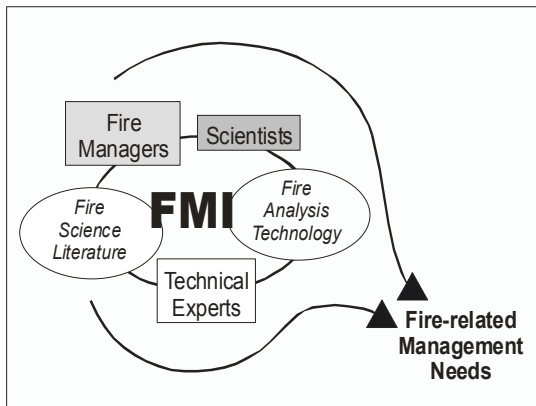 Fire
Managers
Scientists
Fire
Science
Literature
FMI
Fire
Analysis
Technology
Technical
Experts
Fire-related
Management
Needs